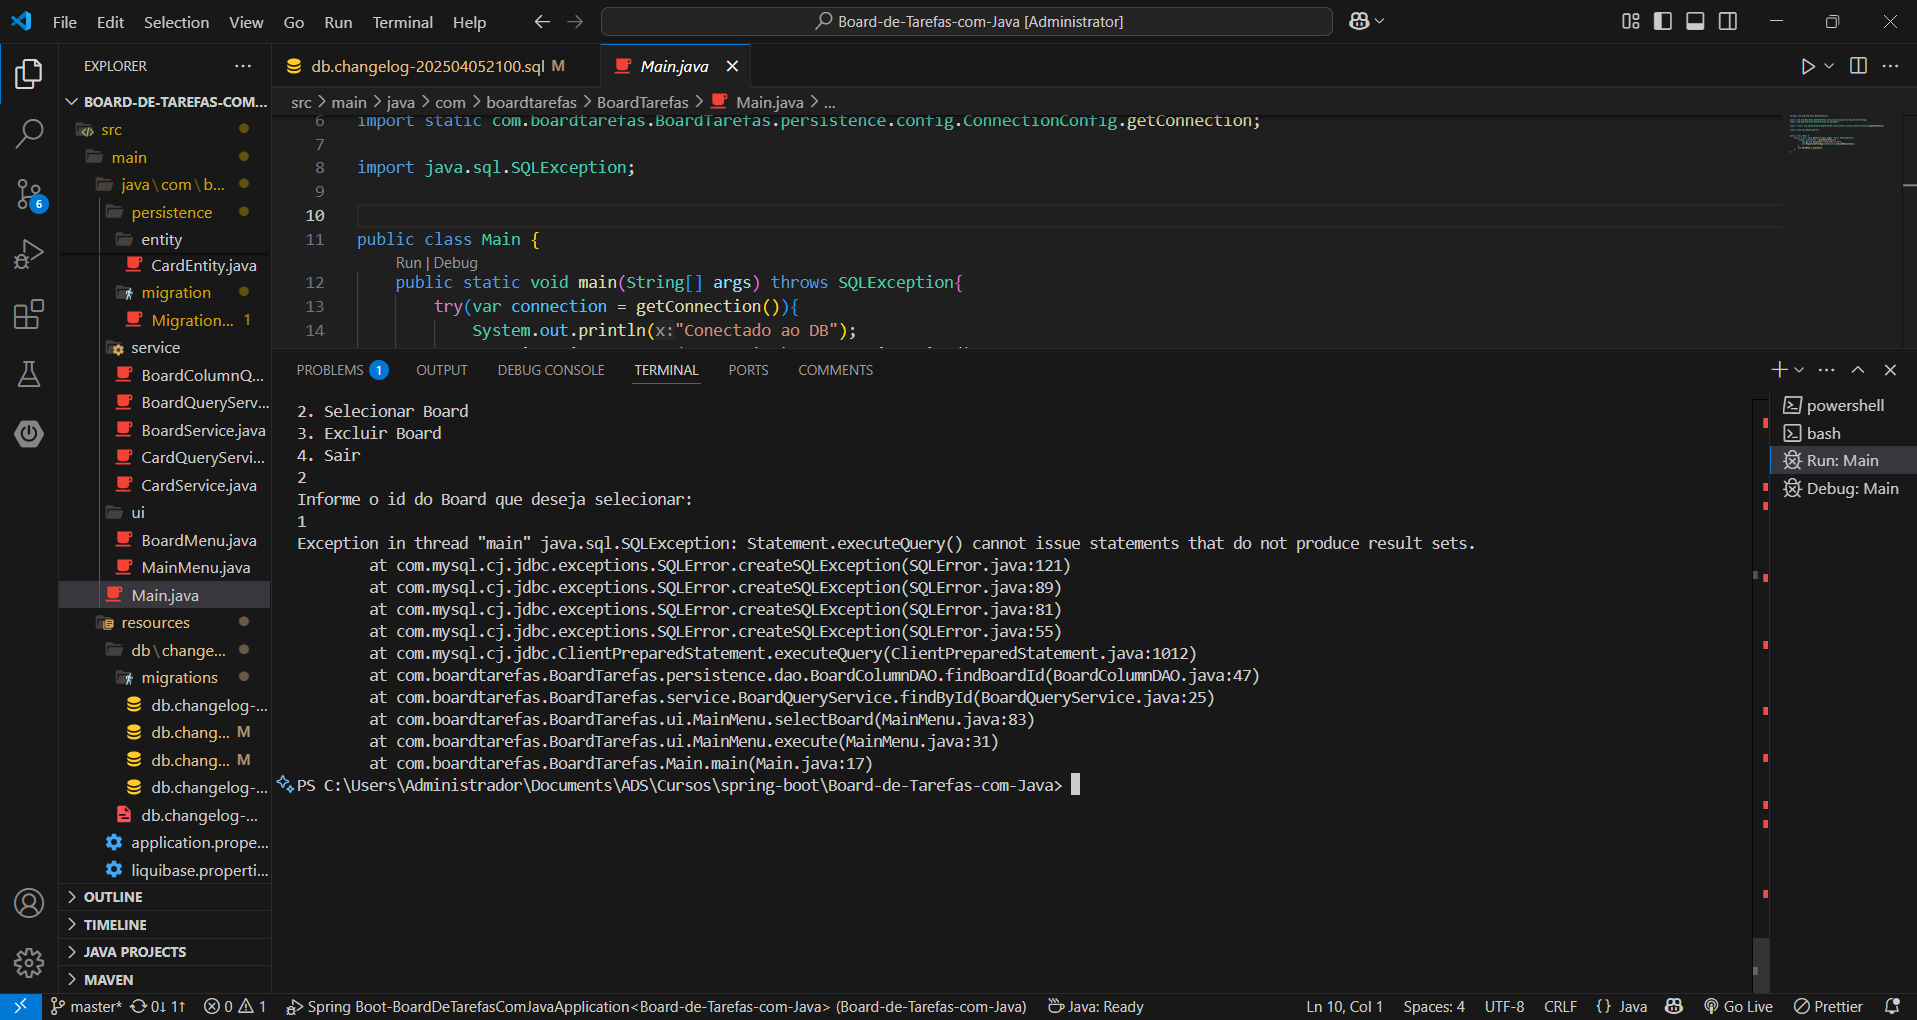 File Edit Selection View Go Run Terminal Help
Board-de-Tarefas-com-Java [Administrator]
EXPLORER
db.changelog-202504052100.sql M
Main.java
BOARD-DE-TAREFAS-COM...
src > main > java > com > boardtarefas > BoardTarefas > Main.java > ...
src
main
java\com\b...
persistence
entity
CardEntity.java
migration
Migration... 1
service
BoardColumnQ...
BoardQueryServ...
BoardService.java
CardQueryServi...
CardService.java
ui
BoardMenu.java
MainMenu.java
Main.java
resources
db\change...
migrations
db.changelog-...
db.chang... M
db.chang... M
db.changelog-...
db.changelog-...
application.prope...
liquibase.properti...
OUTLINE
TIMELINE
JAVA PROJECTS
MAVEN
6
6 import static com.boardtarefas.BoardTarefas.persistence.config.ConnectionConfig.getConnection;
7
8 import java.sql.SQLException;
9
10
11 public class Main {
Run | Debug
12 public static void main(String[] args) throws SQLException{
13 try(var connection = getConnection()){
14 System.out.println(x:"Conectado ao DB");
PROBLEMS 1 OUTPUT DEBUG CONSOLE TERMINAL PORTS COMMENTS
2. Selecionar Board
3. Excluir Board
4. Sair
2
Informe o id do Board que deseja selecionar:
1
Exception in thread "main" java.sql.SQLException: Statement.executeQuery() cannot issue statements that do not produce result sets.
at com.mysql.cj.jdbc.exceptions.SQLError.createSQLException(SQLError.java:121)
at com.mysql.cj.jdbc.exceptions.SQLError.createSQLException(SQLError.java:89)
at com.mysql.cj.jdbc.exceptions.SQLError.createSQLException(SQLError.java:81)
at com.mysql.cj.jdbc.exceptions.SQLError.createSQLException(SQLError.java:55)
at com.mysql.cj.jdbc.ClientPreparedStatement.executeQuery(ClientPreparedStatement.java:1012)
at com.boardtarefas.BoardTarefas.persistence.dao.BoardColumnDAO.findBoardId(BoardColumnDAO.java:47)
at com.boardtarefas.BoardTarefas.service.BoardQueryService.findById(BoardQueryService.java:25)
at com.boardtarefas.BoardTarefas.ui.MainMenu.selectBoard(MainMenu.java:83)
at com.boardtarefas.BoardTarefas.ui.MainMenu.execute(MainMenu.java:31)
at com.boardtarefas.BoardTarefas.Main.main(Main.java:17)
PS C:\Users\Administrador\Documents\ADS\Cursos\spring-boot\Board-de-Tarefas-com-Java>
powershell
bash
Run: Main
Debug: Main
master* 0↓ 1↑ 0 1 Spring Boot-BoardDeTarefasComJavaApplication<Board-de-Tarefas-com-Java> (Board-de-Tarefas-com-Java) Java: Ready Ln 10, Col 1 Spaces: 4 UTF-8 CRLF {} Java Go Live Prettier